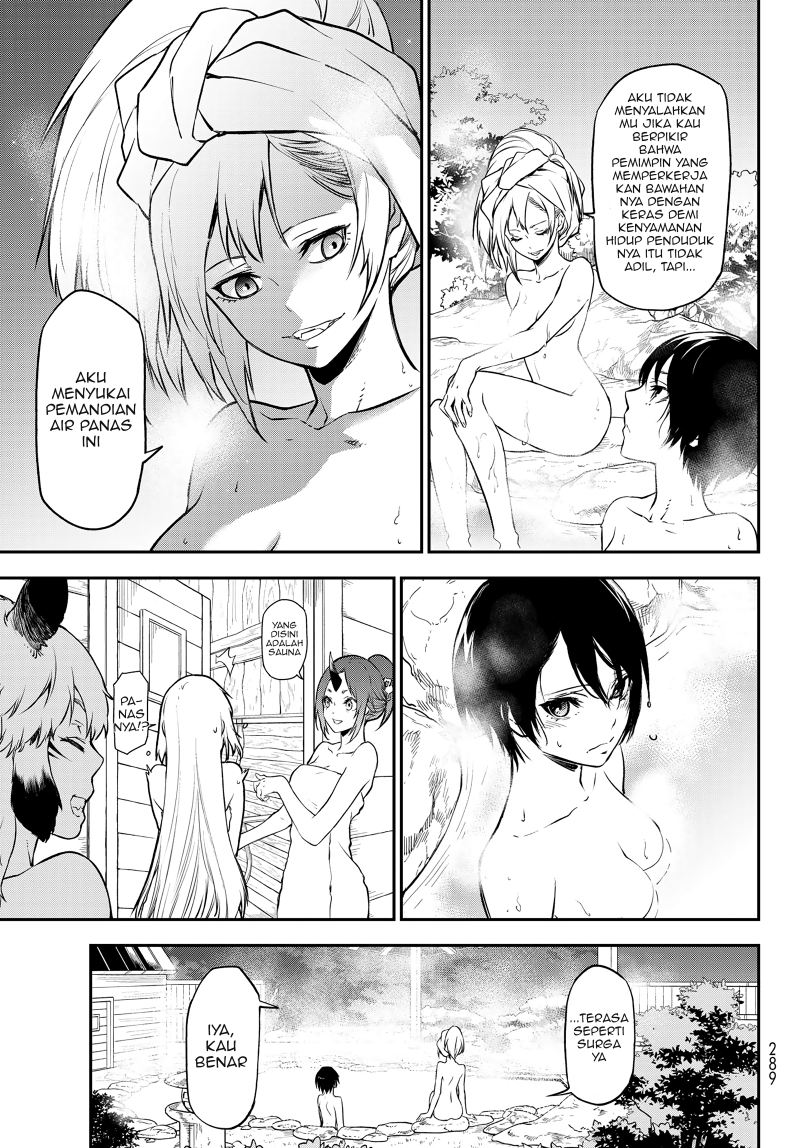 AKU TIDAK
MENYALAHKAN
MU JIKA KAU
BERPIKIR
BAHWA
PEMIMPIN YANG
MEMPERKERJA
KAN BAWAHAN
NYA DENGAN
KERAS DEMI
KENYAMANAN
HIDUP PENDUDUK
NYA ITU TIDAK
ADIL, TAPI...
AKU
MENYUKAI
PEMANDIAN
AIR PANAS
INI
YANG
DISINI
ADALAH
SAUNA
PA-
NAS
NYA!?
...TERASA
SEPERTI
SURGA
YA
IYA,
KAU
BENAR
289